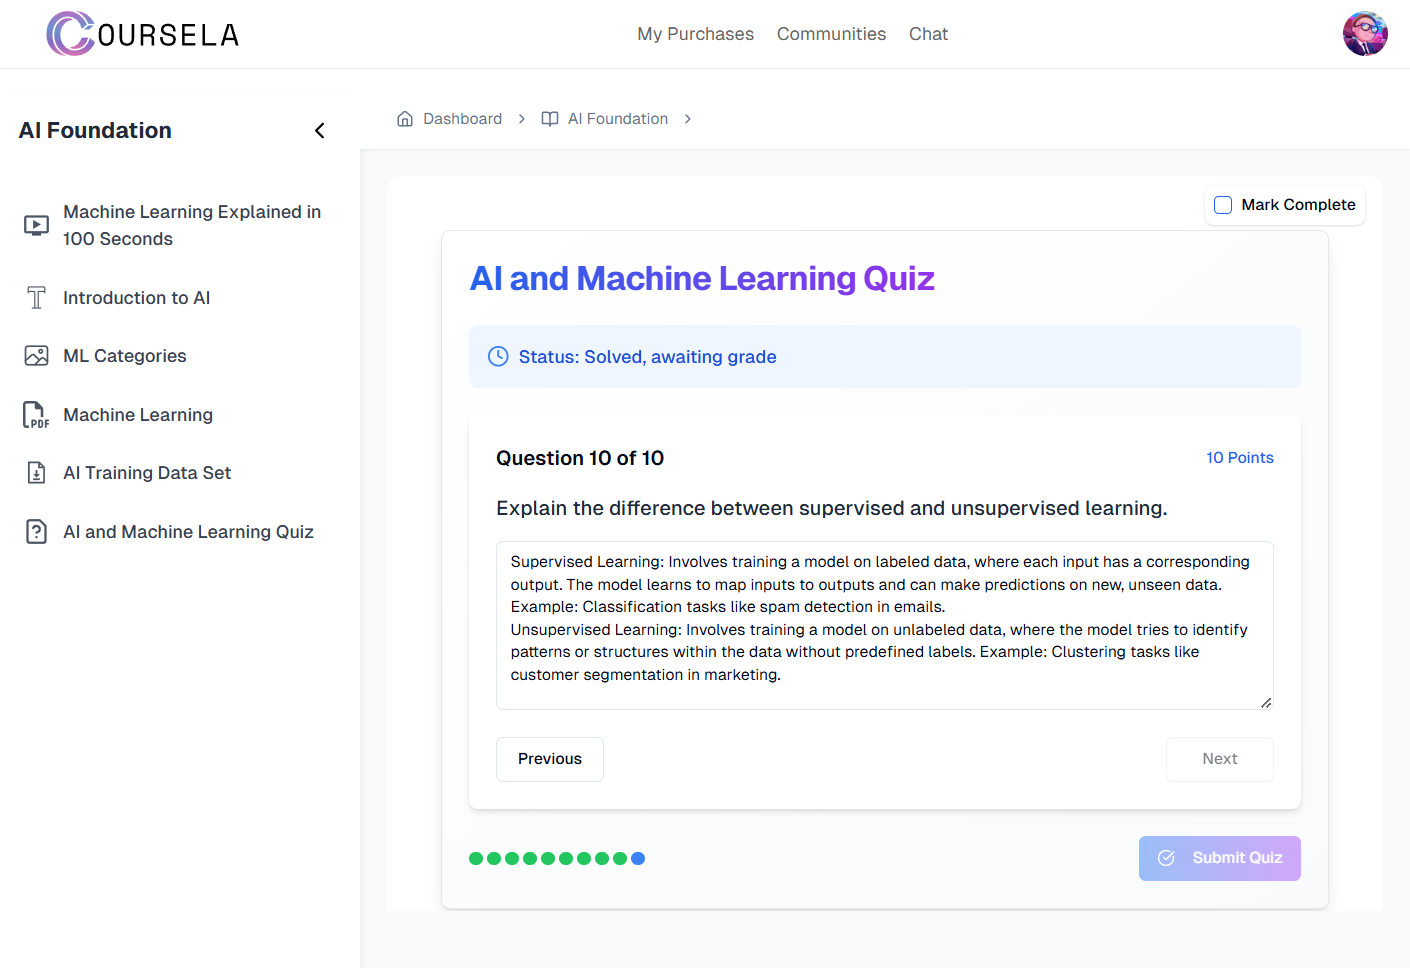 COURSELA
My Purchases
Communities
Chat
AI Foundation
Dashboard
AI Foundation
Machine Learning Explained in
100 Seconds
Introduction to AI
ML Categories
Machine Learning
PDF
AI Training Data Set
AI and Machine Learning Quiz
Mark Complete
AI and Machine Learning Quiz
Status: Solved, awaiting grade
Question 10 of 10
10 Points
Explain the difference between supervised and unsupervised learning.
Supervised Learning: Involves training a model on labeled data, where each input has a corresponding
output. The model learns to map inputs to outputs and can make predictions on new, unseen data.
Example: Classification tasks like spam detection in emails.
Unsupervised Learning: Involves training a model on unlabeled data, where the model tries to identify
patterns or structures within the data without predefined labels. Example: Clustering tasks like
customer segmentation in marketing.
Previous
Next
Submit Quiz